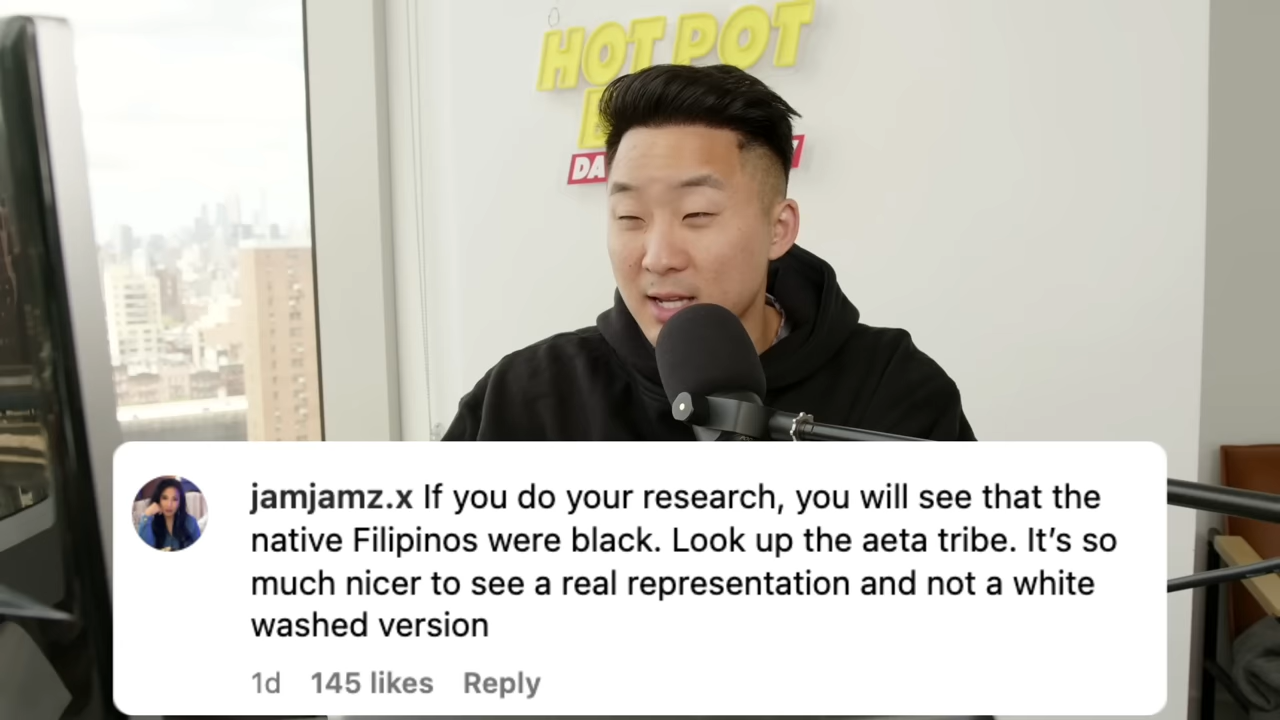 HOT POT
DA
jamjamz.x If you do your research, you will see that the
native Filipinos were black. Look up the aeta tribe. It's so
much nicer to see a real representation and not a white
washed version
1d 145 likes Reply